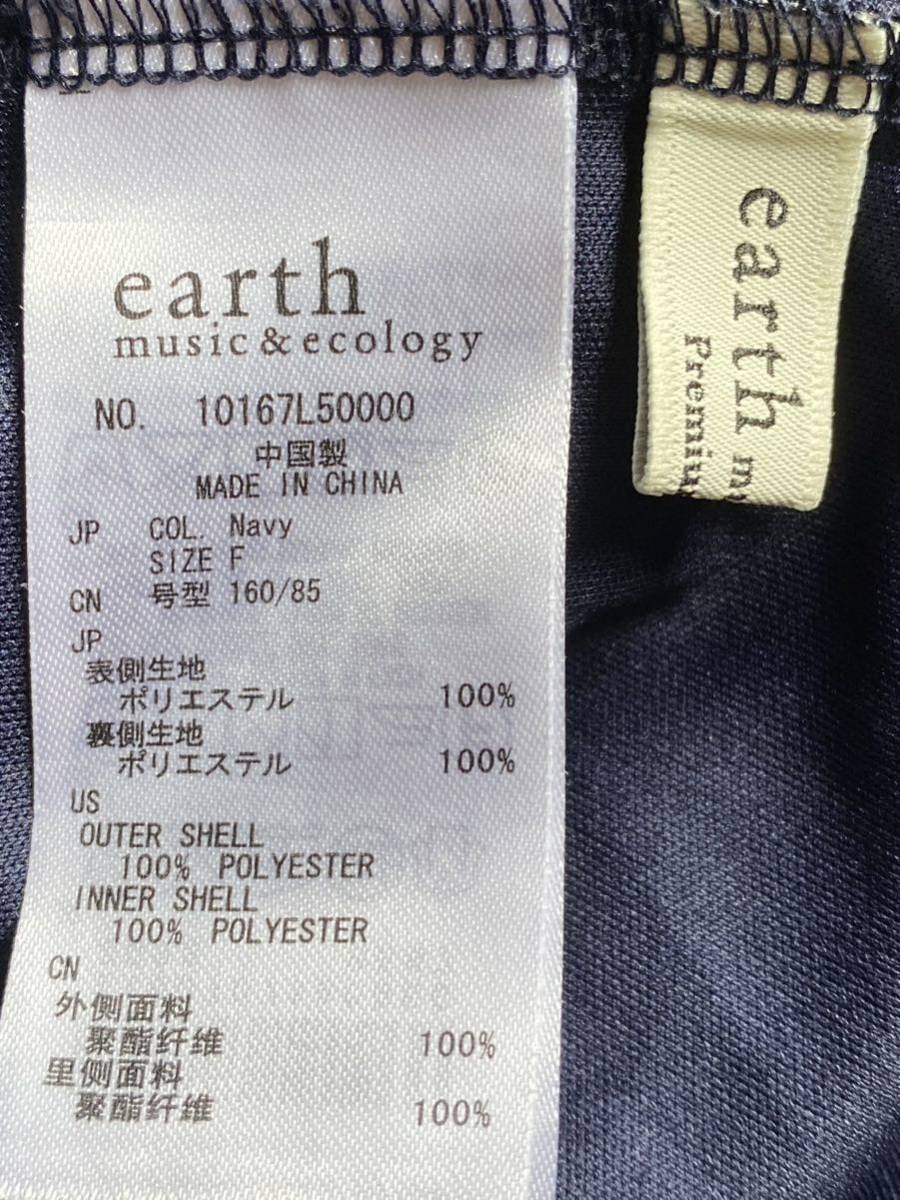 earth
music & ecology
NO. 10167L50000
中国製
MADE IN CHINA
JP COL. Navy
SIZE F
CN 号型 160/85
JP
表側生地
ポリエステル 100%
裏側生地
ポリエステル 100%
US
OUTER SHELL
100% POLYESTER
INNER SHELL
100% POLYESTER
CN
外侧面料
聚酯纤维 100%
里侧面料
聚酯纤维 100%
earth